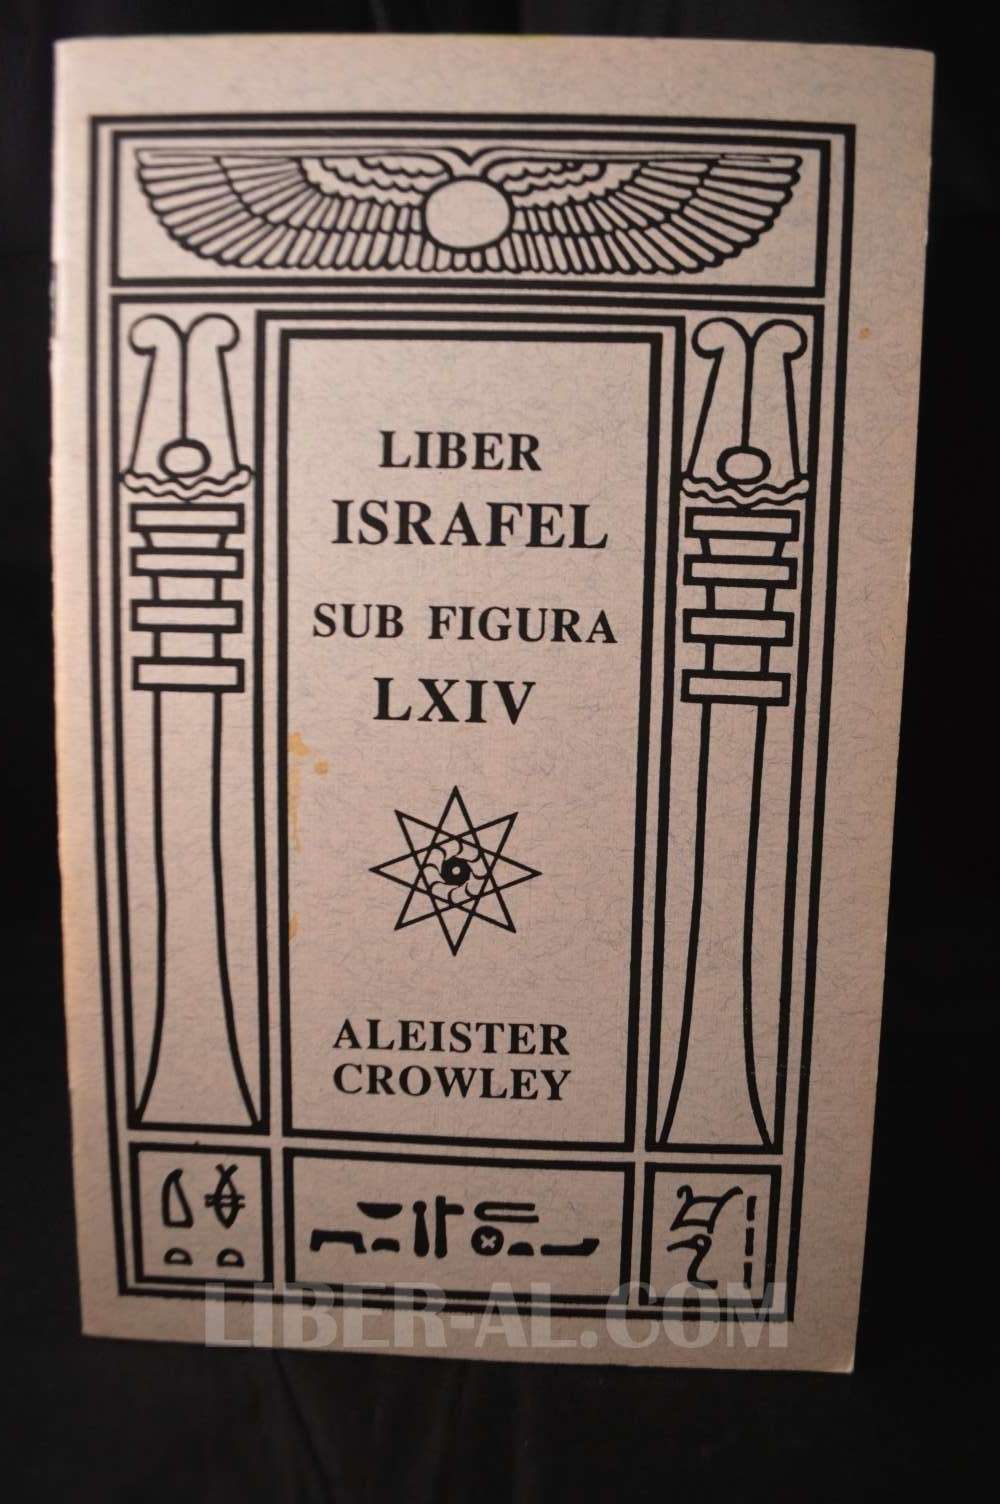 LIBER
ISRAFEL
SUB FIGURA
LXIV
ALEISTER
CROWLEY
LIBER-AL.COM